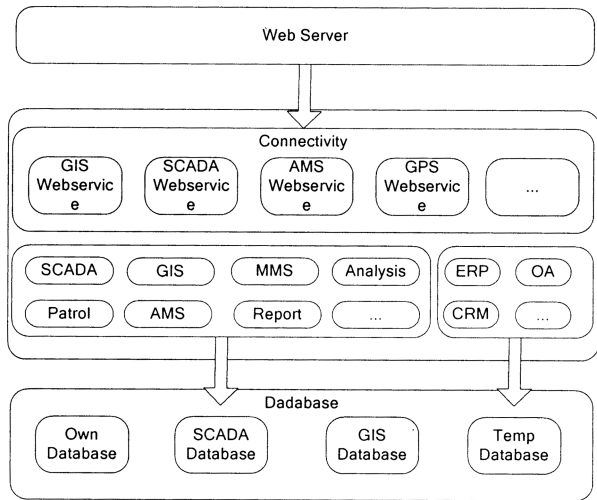 Web Server
Connectivity
GIS
Webservic
e
SCADA
Webservic
e
AMS
Webservic
e
GPS
Webservic
e
...
SCADA
GIS
MMS
Analysis
Patrol
AMS
Report
...
ERP
OA
CRM
...
Dadabase
Own
Database
SCADA
Database
GIS
Database
Temp
Database